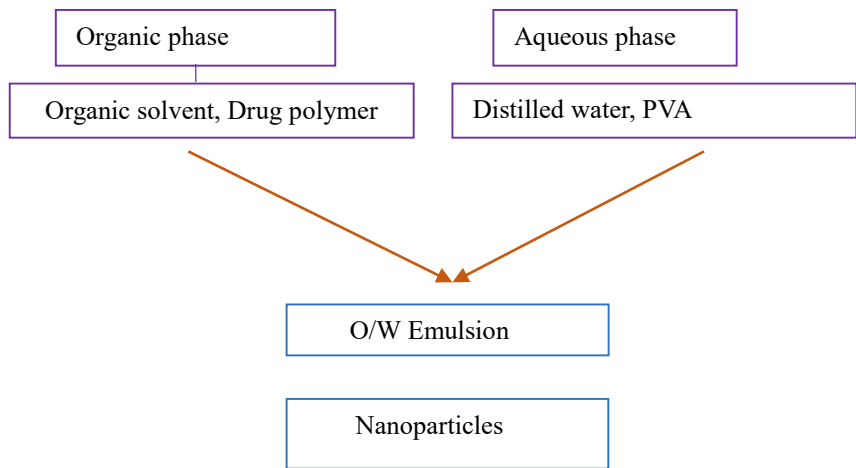 Organic phase
Aqueous phase
Organic solvent, Drug polymer
Distilled water, PVA
O/W Emulsion
Nanoparticles